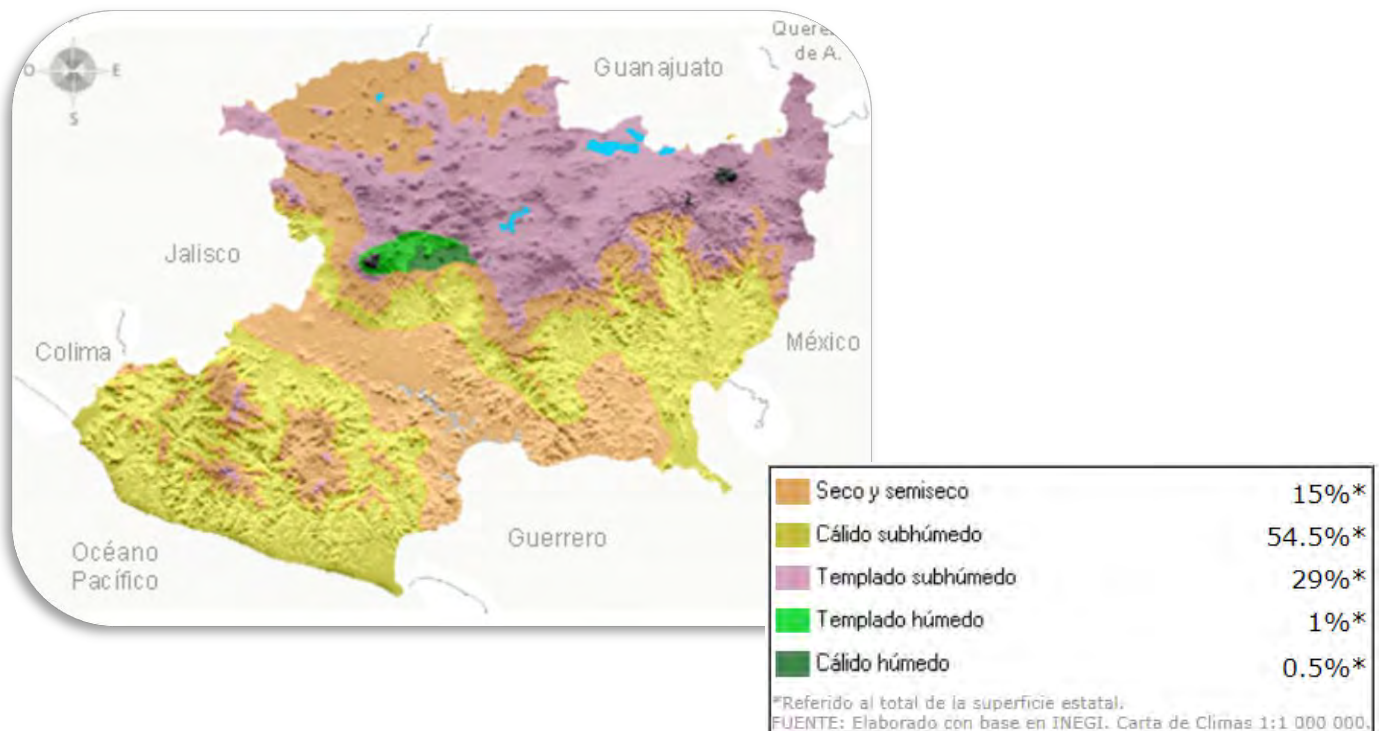 Quere
de A.
Guanajuato
O
E
S
Jalisco
Colima
México
Guerrero
Océano
Pacífico
Seco y semiseco 15%*
Cálido subhúmedo 54.5%*
Templado subhúmedo 29%*
Templado húmedo 1%*
Cálido húmedo 0.5%*
*Referido al total de la superficie estatal.
FUENTE: Elaborado con base en INEGI. Carta de Climas 1:1 000 000.